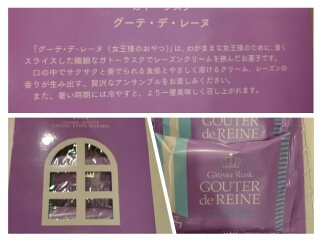 ガトーラスク
グーテ・デ・レーヌ
「グーテ・デ・レーヌ（女王様のおやつ）」は、わがままな女王様のために、薄く
スライスした繊細なガトーラスクでレーズンクリームを挟んだお菓子です。
口の中でサクサクと奏でられる食感とやさしく溶けるクリーム、レーズンの
香りが生み出す、贅沢なアンサンブルをお楽しみください。
また、暑い時期には冷やすと、より一層美味しく召し上がれます。
Gâteau Rusk
GOUTER
de REINE
GOUTER
de REINE